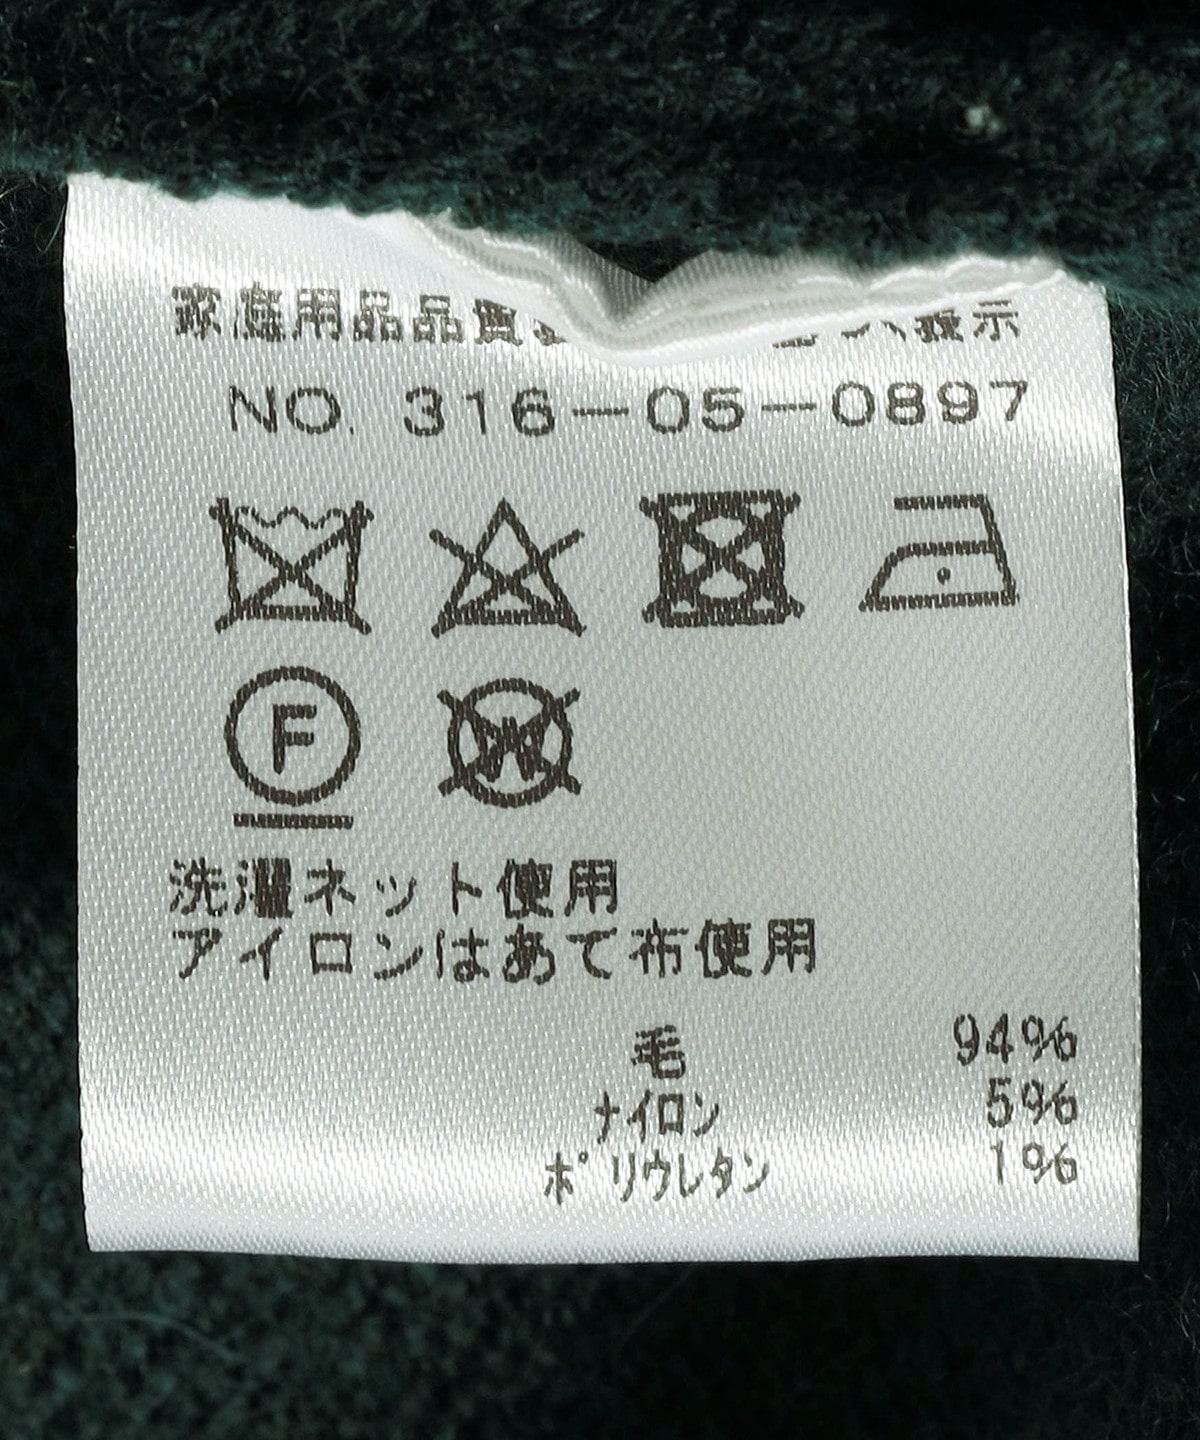 家庭用品品質 表示
NO. 316-05-0897
F
W
洗濯ネット使用
アイロンはあて布使用
毛 94%
ナイロン 5%
ポリウレタン 1%